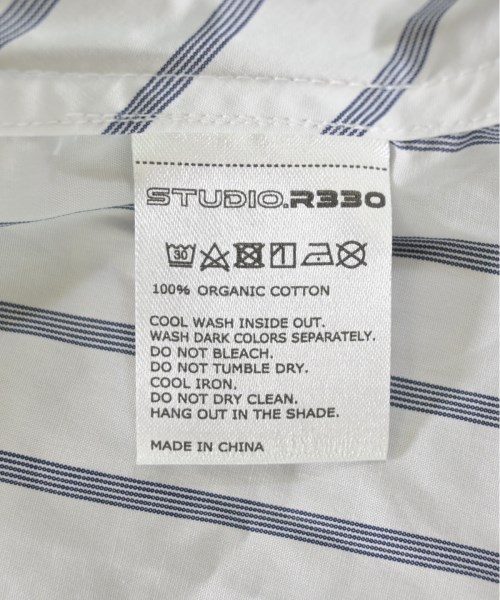 STUDIO.R330
30
100% ORGANIC COTTON
COOL WASH INSIDE OUT.
WASH DARK COLORS SEPARATELY.
DO NOT BLEACH.
DO NOT TUMBLE DRY.
COOL IRON.
DO NOT DRY CLEAN.
HANG OUT IN THE SHADE.
MADE IN CHINA